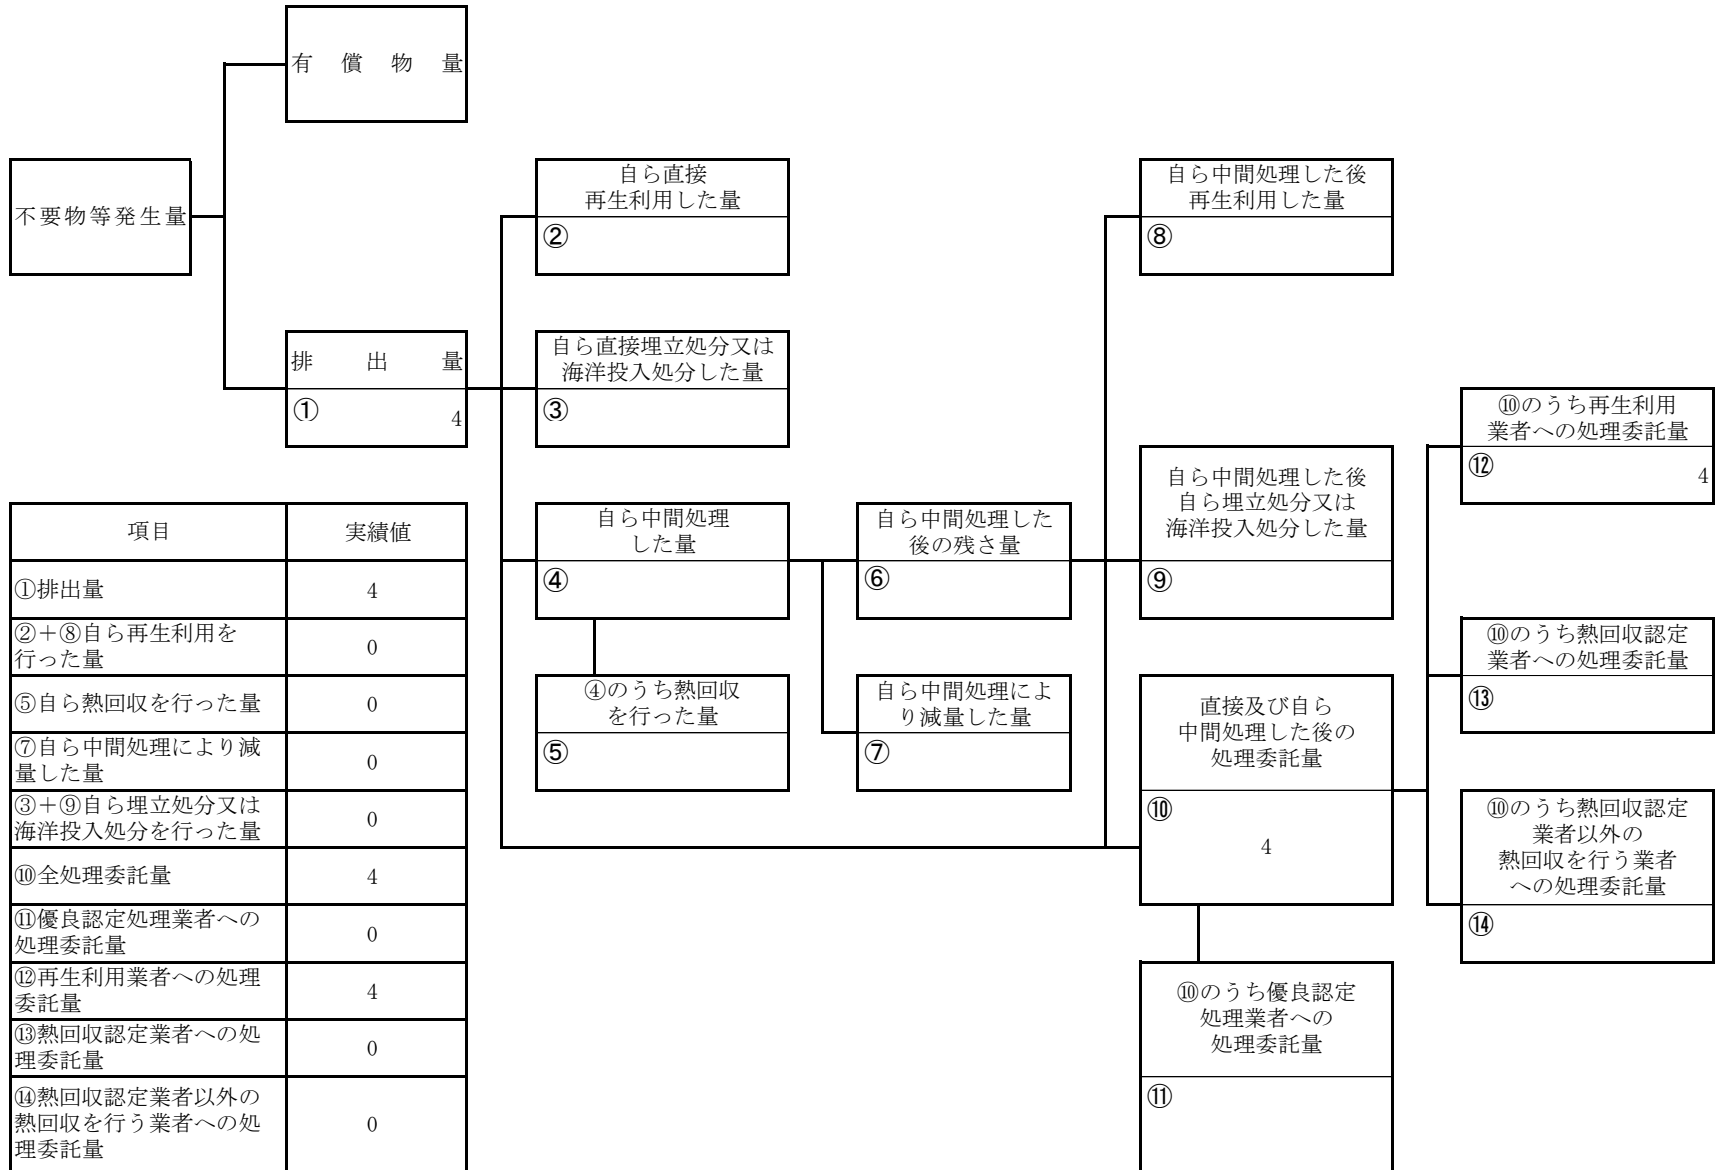 有償物量
不要物等発生量
排出量
①
4
自ら直接
再生利用した量
②
自ら直接埋立処分又は
海洋投入処分した量
③
自ら中間処理
した量
④
④のうち熱回収
を行った量
⑤
自ら中間処理した
後の残さ量
⑥
自ら中間処理によ
り減量した量
⑦
自ら中間処理した後
再生利用した量
⑧
自ら中間処理した後
自ら埋立処分又は
海洋投入処分した量
⑨
直接及び自ら
中間処理した後の
処理委託量
⑩
4
⑩のうち優良認定
処理業者への
処理委託量
⑪
⑩のうち再生利用
業者への処理委託量
⑫
4
⑩のうち熱回収認定
業者への処理委託量
⑬
⑩のうち熱回収認定
業者以外の
熱回収を行う業者
への処理委託量
⑭
項目 実績値
①排出量 4
②+⑧自ら再生利用を
行った量 0
⑤自ら熱回収を行った量 0
⑦自ら中間処理により減
量した量 0
③+⑨自ら埋立処分又は
海洋投入処分を行った量 0
⑩全処理委託量 4
⑪優良認定処理業者への
処理委託量 0
⑫再生利用業者への処理
委託量 4
⑬熱回収認定業者への処
理委託量 0
⑭熱回収認定業者以外の
熱回収を行う業者への処
理委託量 0